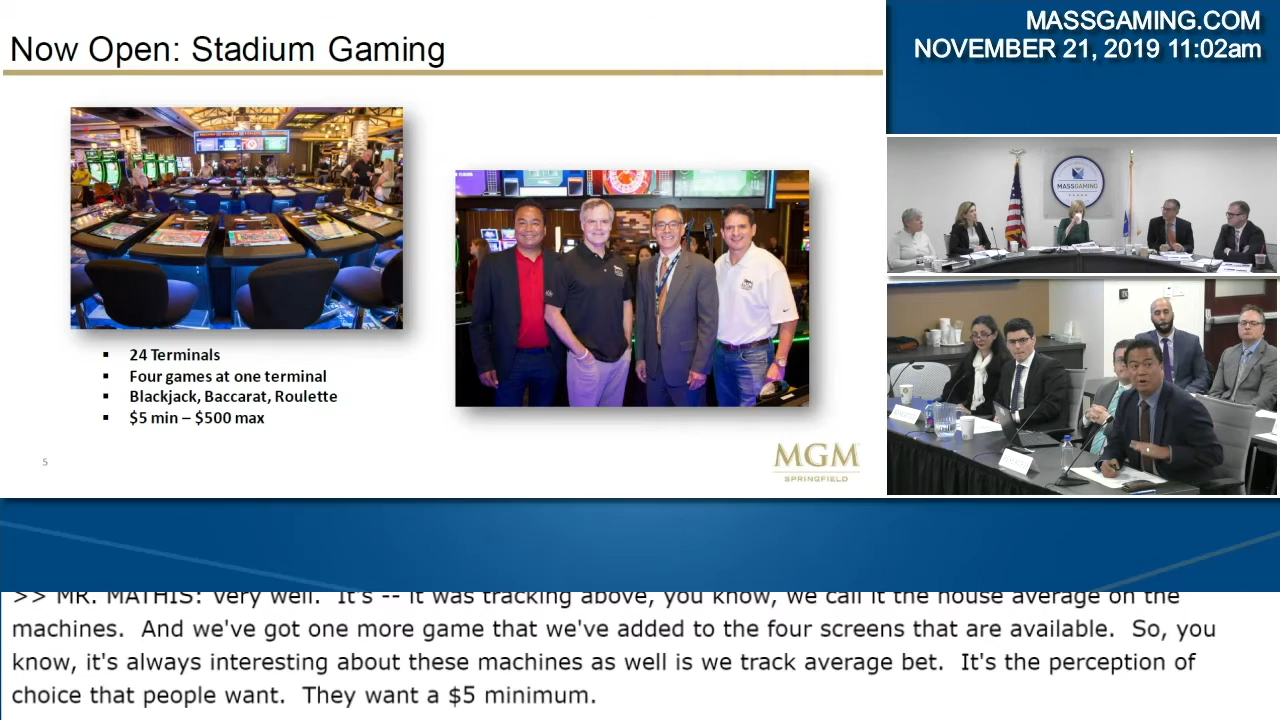 Now Open: Stadium Gaming
24 Terminals
Four games at one terminal
Blackjack, Baccarat, Roulette
$5 min – $500 max
5
MGM
SPRINGFIELD
MASSGAMING.COM
NOVEMBER 21, 2019 11:02am
MASSGAMING
>> MR. MATHIS: Very well. It's -- it was tracking above, you know, we call it the house average on the
machines. And we've got one more game that we've added to the four screens that are available. So, you
know, it's always interesting about these machines as well is we track average bet. It's the perception of
choice that people want. They want a $5 minimum.